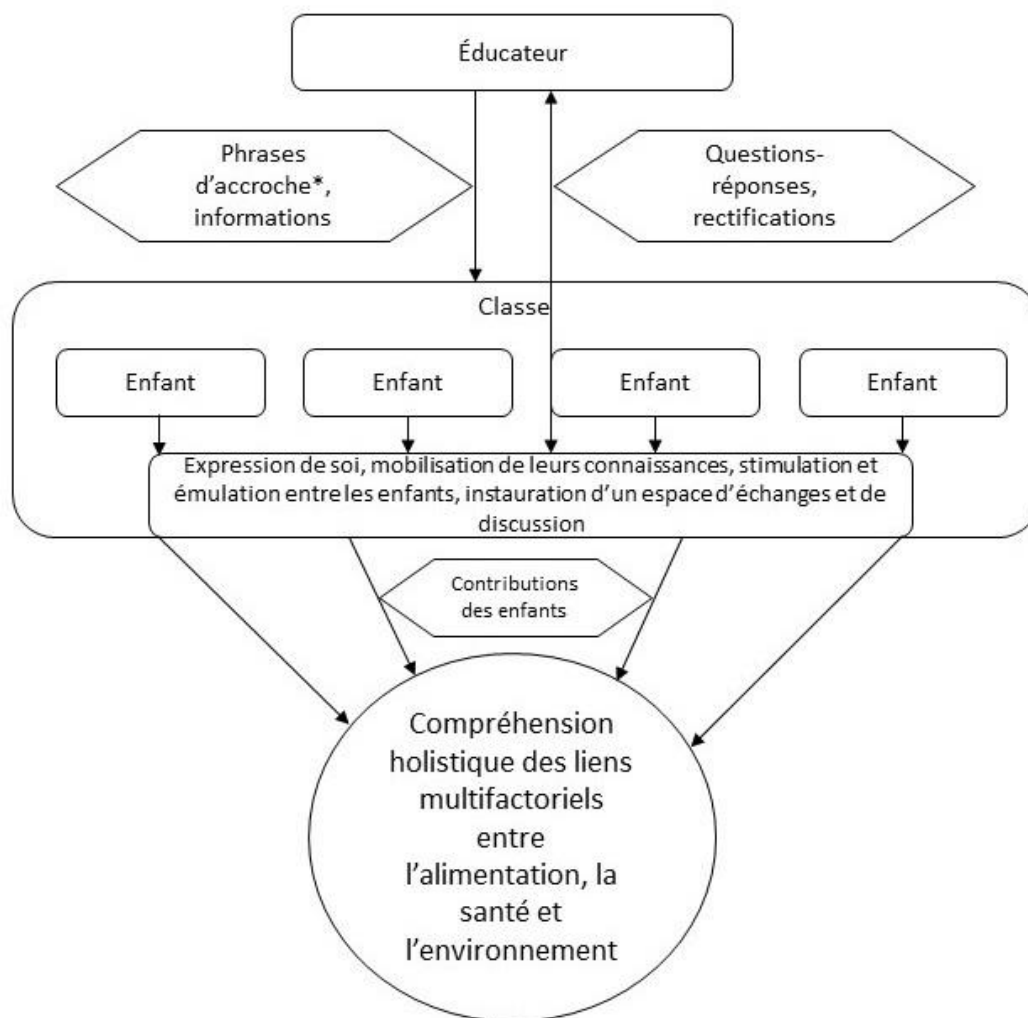 Éducateur
Phrases
d’accroche*,
informations
Questions-
réponses,
rectifications
Classe
Enfant
Enfant
Enfant
Enfant
Expression de soi, mobilisation de leurs connaissances, stimulation et
émulation entre les enfants, instauration d’un espace d’échanges et de
discussion
Contributions
des enfants
Compréhension
holistique des liens
multifactoriels
entre
l’alimentation, la
santé et
l’environnement